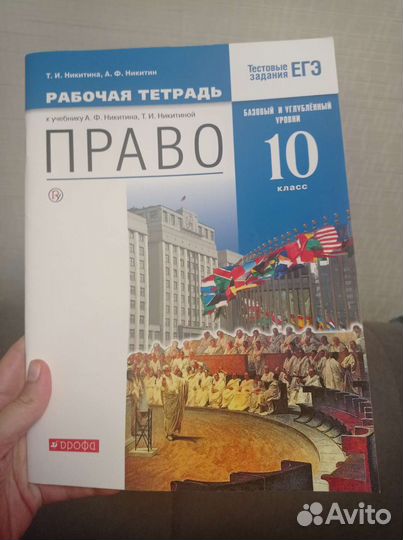 Т. И. Никитина, А. Ф. Никитин
Тестовые
задания ЕГЭ
РАБОЧАЯ ТЕТРАДЬ
к учебнику А. Ф. Никитина, Т. И. Никитиной
БАЗОВЫЙ И УГЛУБЛЁННЫЙ
УРОВНИ
ПРАВО
10
КЛАСС
ДРОФА
Avito